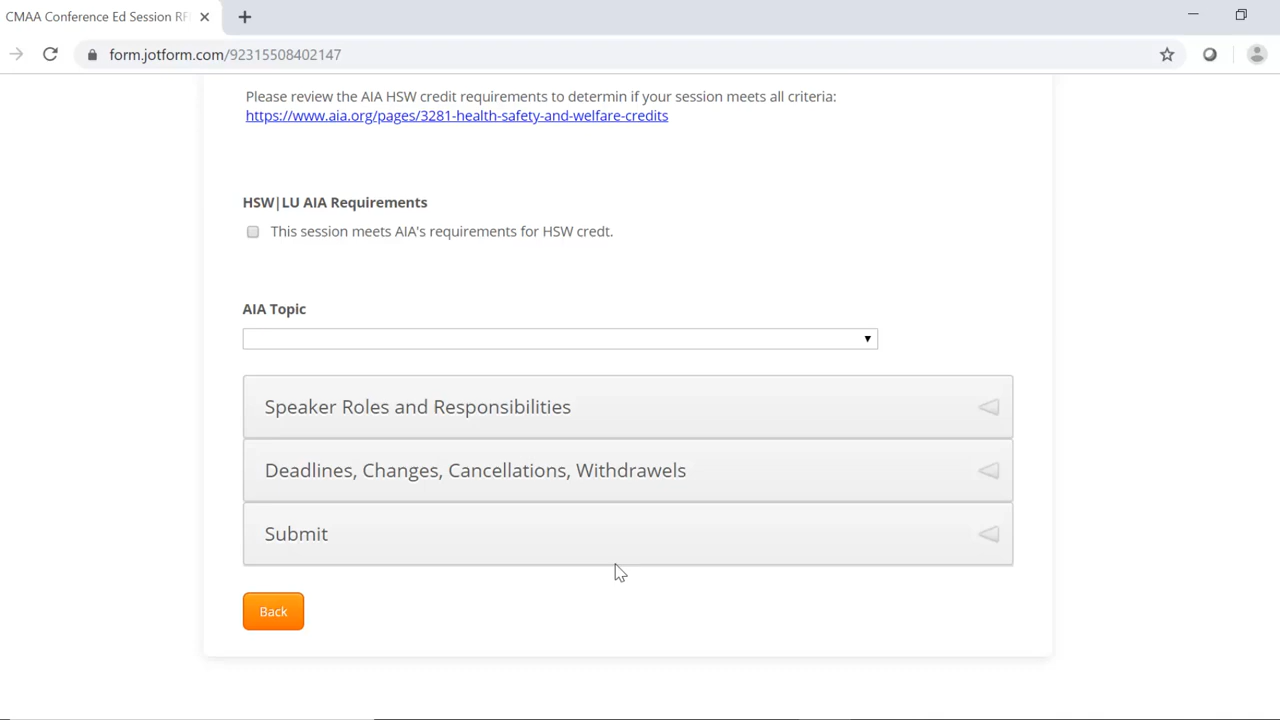 CMAA Conference Ed Session RF
form.jotform.com/92315508402147
Please review the AIA HSW credit requirements to determin if your session meets all criteria:
https://www.aia.org/pages/3281-health-safety-and-welfare-credits
HSW|LU AIA Requirements
This session meets AIA's requirements for HSW credt.
AIA Topic
Speaker Roles and Responsibilities
Deadlines, Changes, Cancellations, Withdrawels
Submit
Back